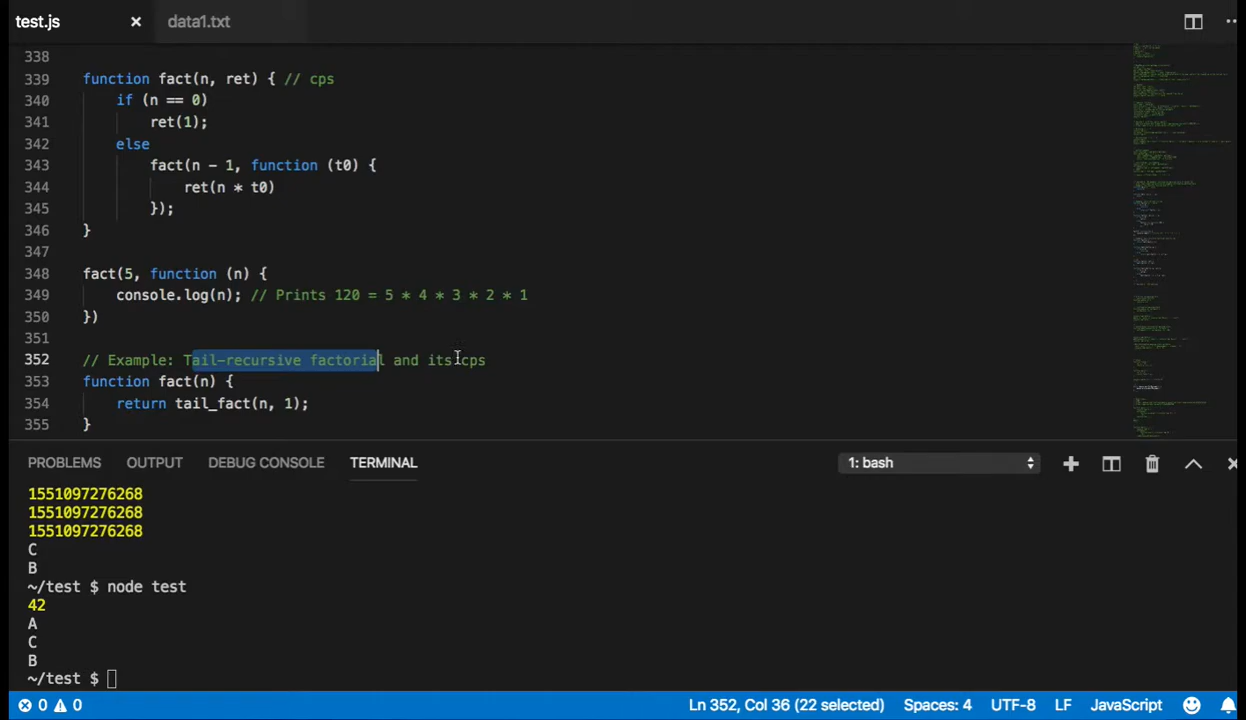 test.js × data1.txt
338
339 function fact(n, ret) { // cps
340     if (n == 0)
341         ret(1);
342     else
343         fact(n - 1, function (t0) {
344             ret(n * t0)
345         });
346 }
347
348 fact(5, function (n) {
349     console.log(n); // Prints 120 = 5 * 4 * 3 * 2 * 1
350 })
351
352 // Example: Tail-recursive factorial and its cps
353 function fact(n) {
354     return tail_fact(n, 1);
355 }
PROBLEMS OUTPUT DEBUG CONSOLE TERMINAL 1: bash
1551097276268
1551097276268
1551097276268
C
B
~/test $ node test
42
A
C
B
~/test $
0 0 Ln 352, Col 36 (22 selected) Spaces: 4 UTF-8 LF JavaScript